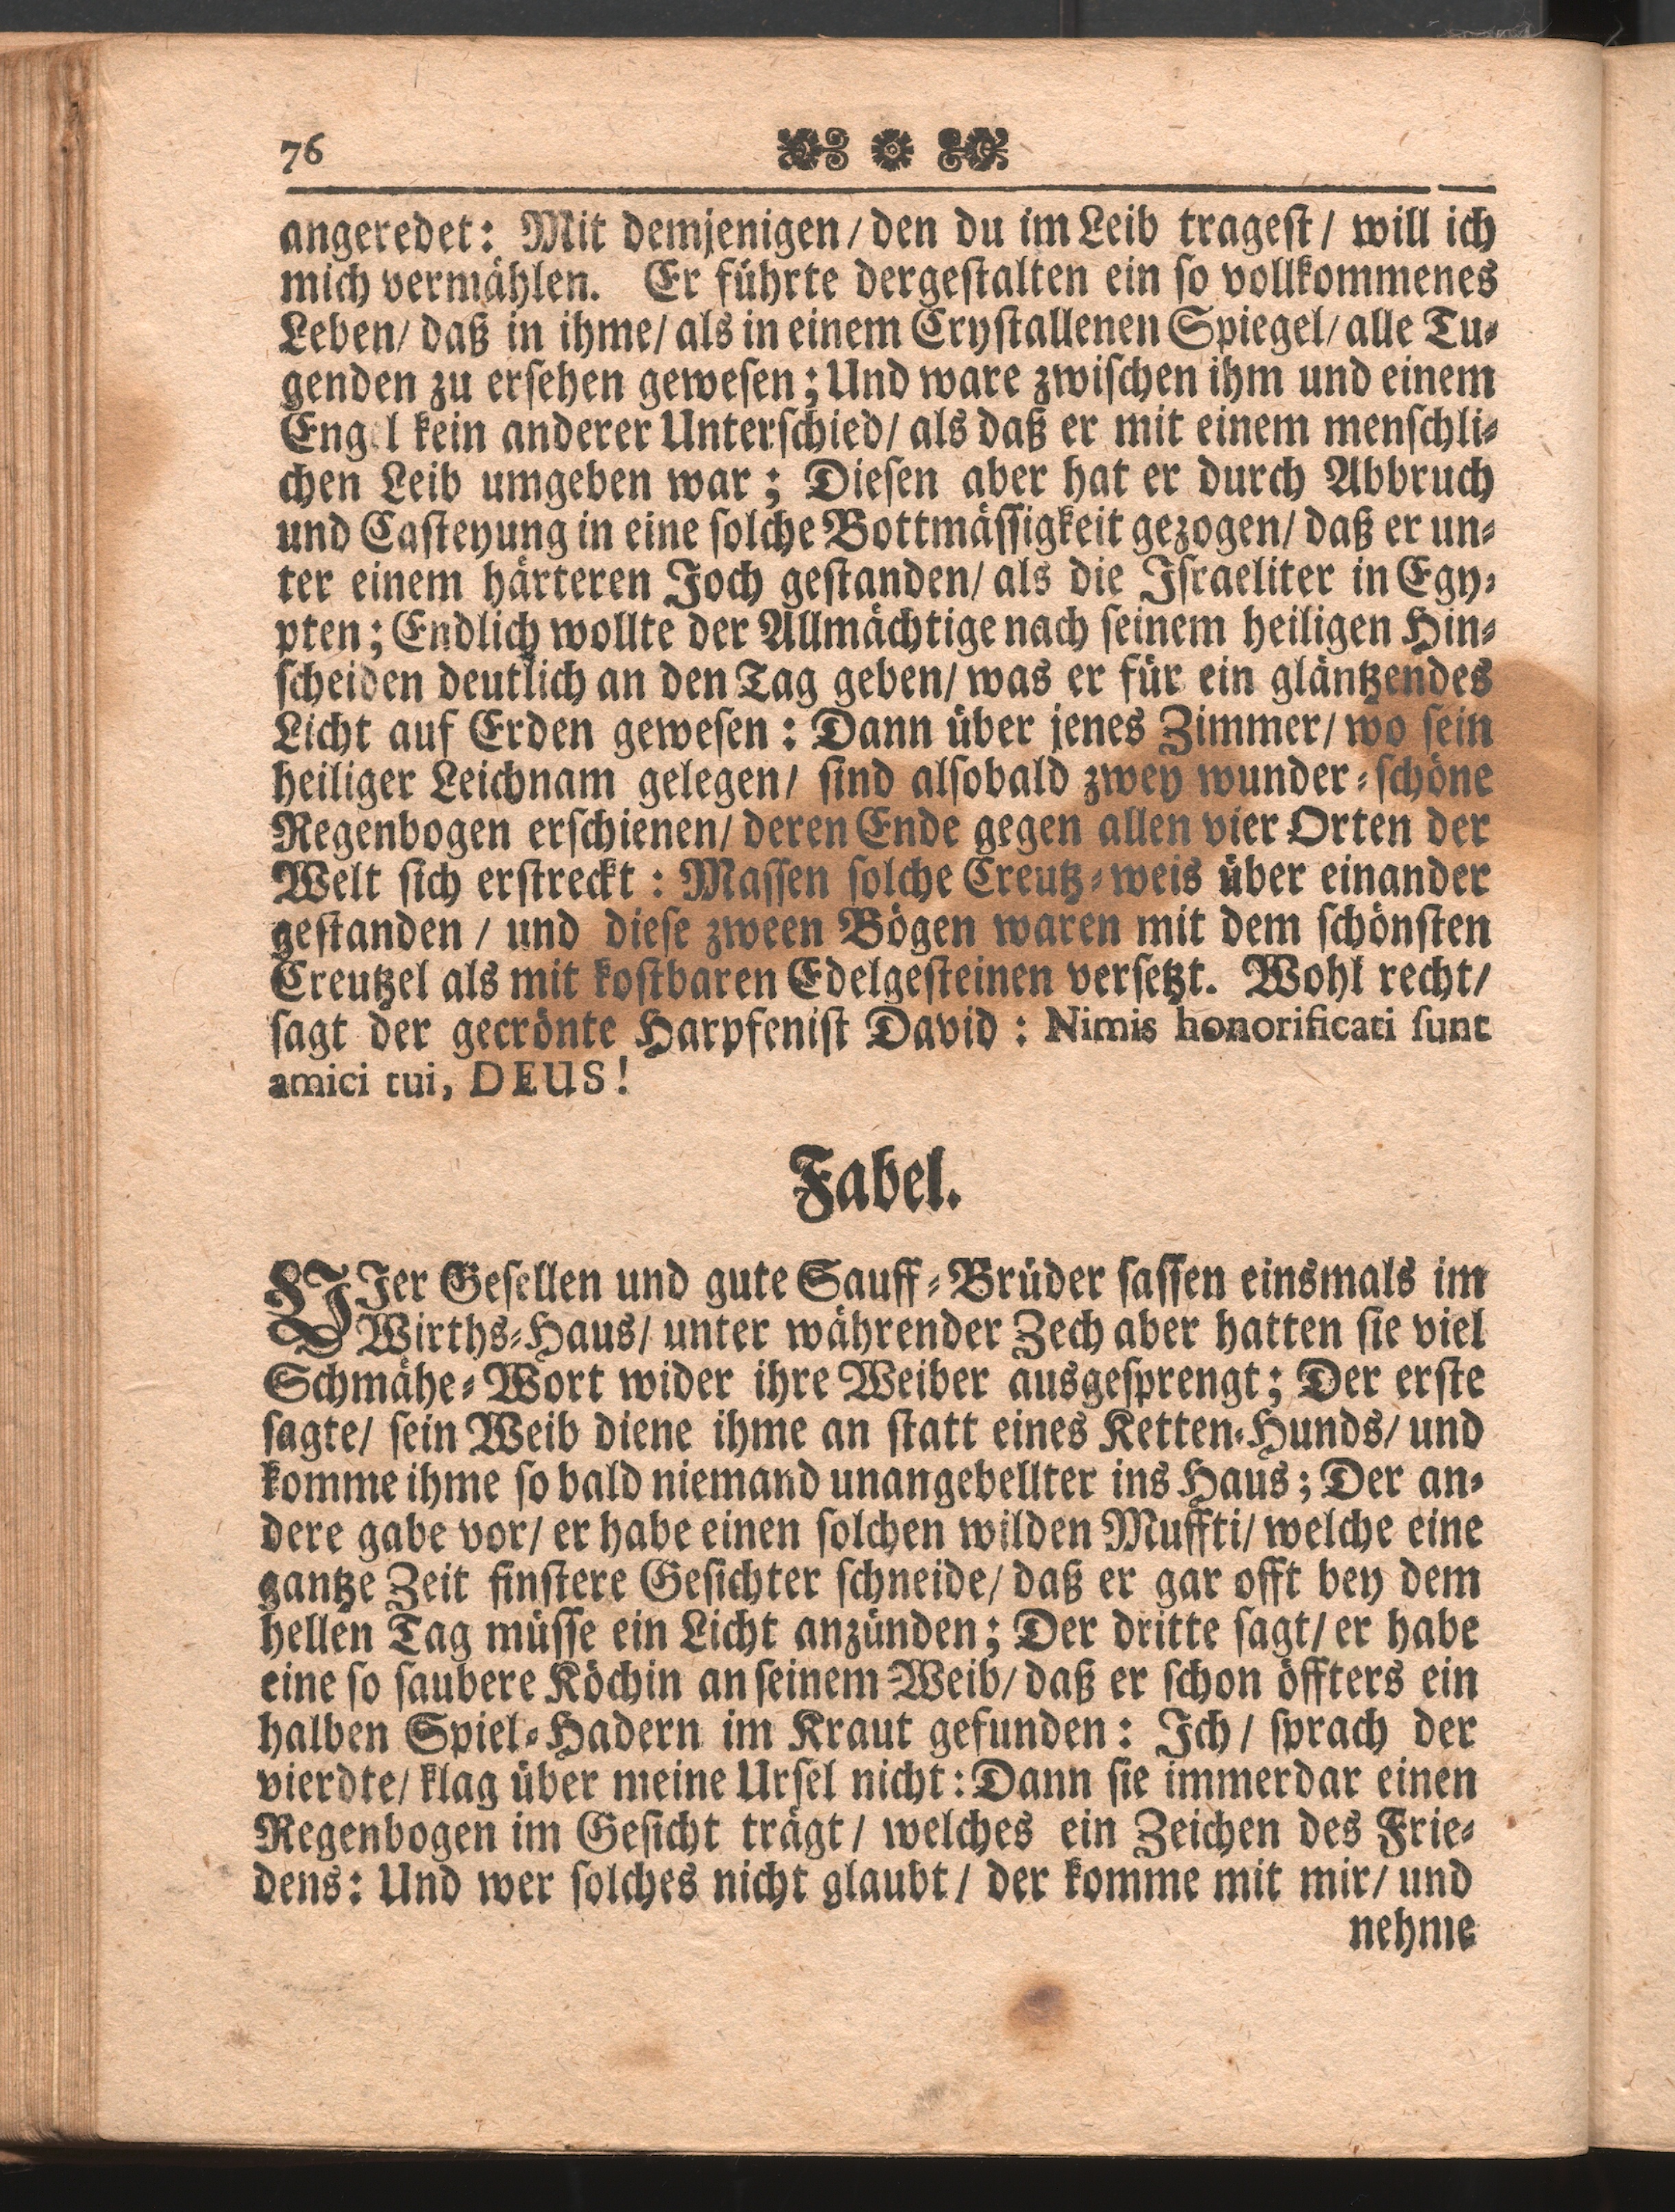 76
angeredet: Mit demjenigen/ den du im Leib trageſt/ will ich
mich vermählen. Er führte dergeſtalten ein ſo vollkommenes
Leben/ daß in ihme/ als in einem Cryſtallenen Spiegel/ alle Tu⸗
genden zu erſehen geweſen; Und ware zwiſchen ihm und einem
Engel kein anderer Unterſchied/ als daß er mit einem menſchli⸗
chen Leib umgeben war; Dieſen aber hat er durch Abbruch
und Caſteyung in eine ſolche Bottmäſſigkeit gezogen/ daß er un⸗
ter einem härteren Joch geſtanden/ als die Iſraeliter in Egy⸗
pten; Endlich wollte der Allmächtige nach ſeinem heiligen Hin⸗
ſcheiden deutlich an den Tag geben/ was er für ein gläntzendes
Licht auf Erden geweſen: Dann über jenes Zimmer/ wo ſein
heiliger Leichnam gelegen/ ſind alſobald zwey wunder⸗ſchöne
Regenbogen erſchienen/ deren Ende gegen allen vier Orten der
Welt ſich erſtreckt: Maſſen ſolche Creutz⸗weis über einander
geſtanden/ und dieſe zween Bögen waren mit dem ſchönſten
Creutzel als mit koſtbaren Edelgeſteinen verſetzt. Wohl recht/
ſagt der gecrönte Harpfeniſt David: Nimis honorificati ſunt
amici tui, DEUS!
Fabel.
VIer Geſellen und gute Sauff⸗Brüder ſaſſen einsmals im
Wirths⸗Haus/ unter währender Zech aber hatten ſie viel
Schmähe⸗Wort wider ihre Weiber ausgeſprengt; Der erſte
ſagte/ ſein Weib diene ihme an ſtatt eines Ketten⸗Hunds/ und
komme ihme ſo bald niemand unangebellter ins Haus; Der an⸗
dere gabe vor/ er habe einen ſolchen wilden Muffti/ welche eine
gantze Zeit finſtere Geſichter ſchneide/ daß er gar offt bey dem
hellen Tag müſſe ein Licht anzünden; Der dritte ſagt/ er habe
eine ſo ſaubere Köchin an ſeinem Weib/ daß er ſchon öffters ein
halben Spiel⸗Hadern im Kraut gefunden: Ich/ ſprach der
vierdte/ klag über meine Urſel nicht: Dann ſie immerdar einen
Regenbogen im Geſicht trägt/ welches ein Zeichen des Frie⸗
dens: Und wer ſolches nicht glaubt/ der komme mit mir/ und
nehme